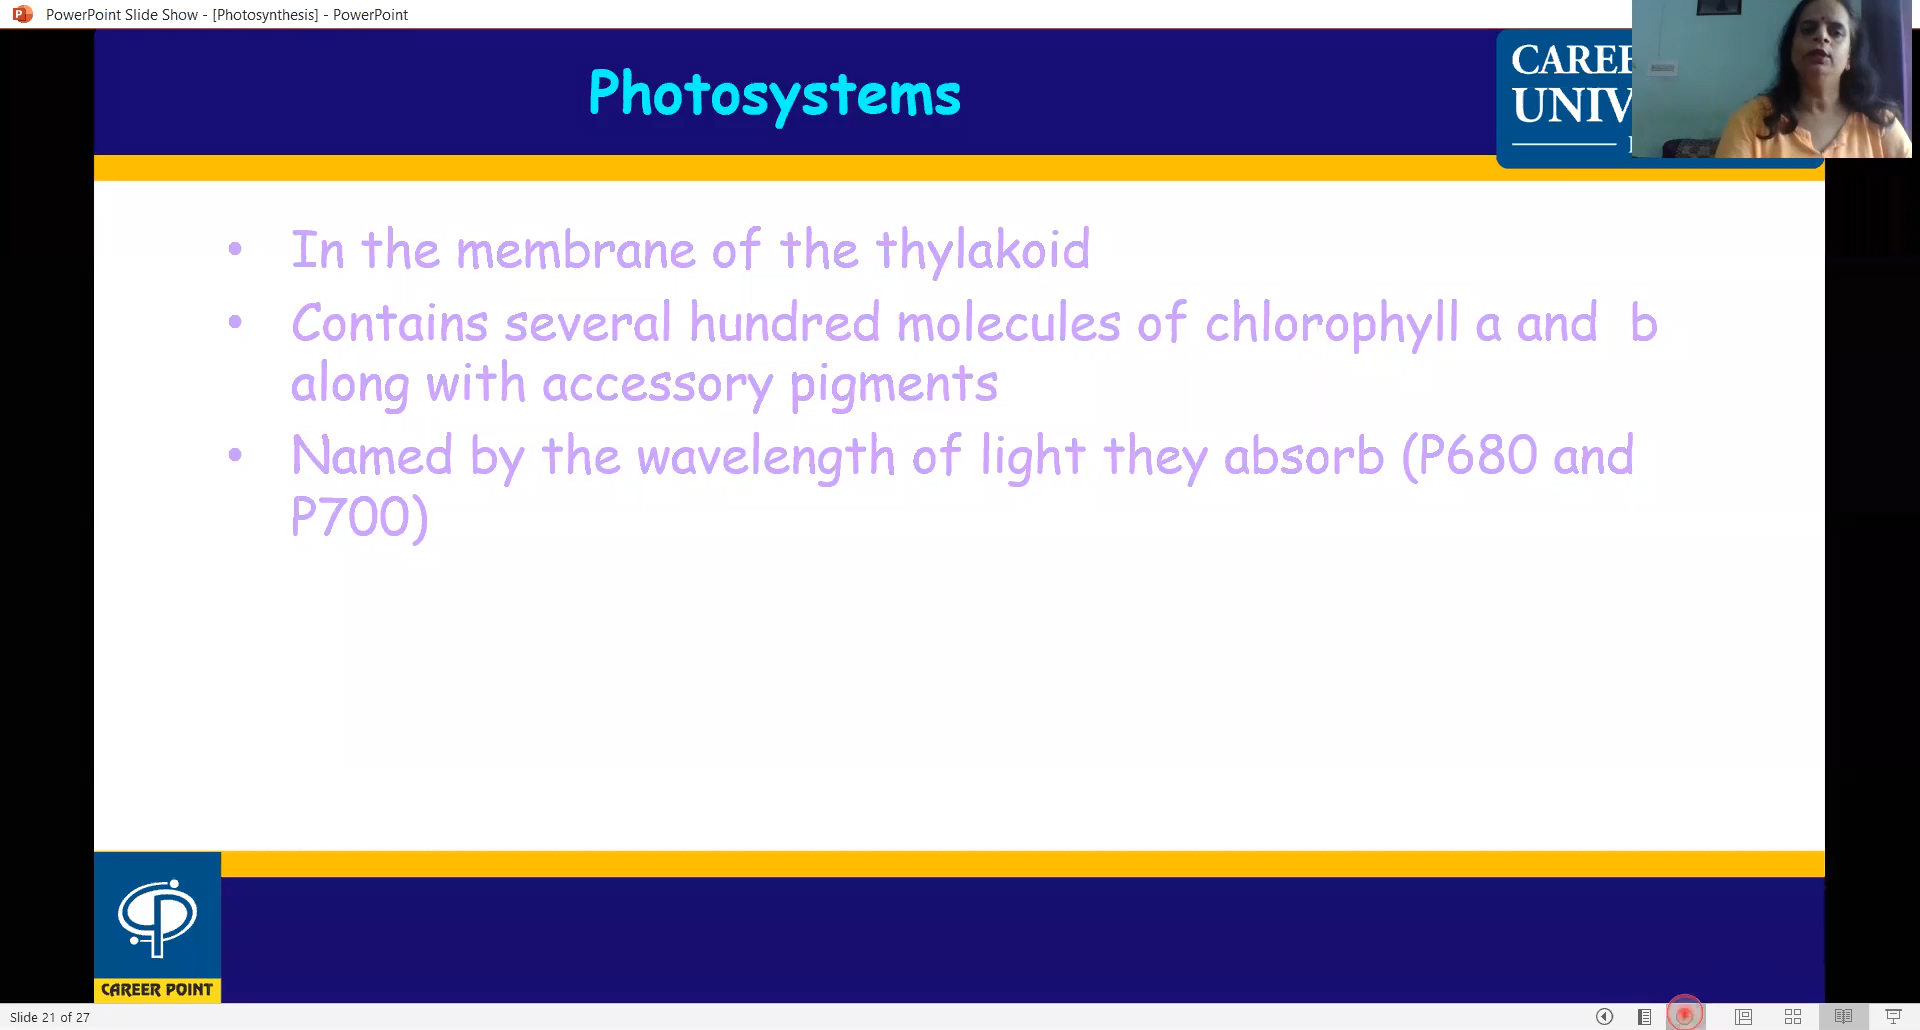 PowerPoint Slide Show - [Photosynthesis] - PowerPoint
Photosystems
CAREE
UNIV
• In the membrane of the thylakoid
• Contains several hundred molecules of chlorophyll a and b
along with accessory pigments
• Named by the wavelength of light they absorb (P680 and
P700)
CAREER POINT
Slide 21 of 27